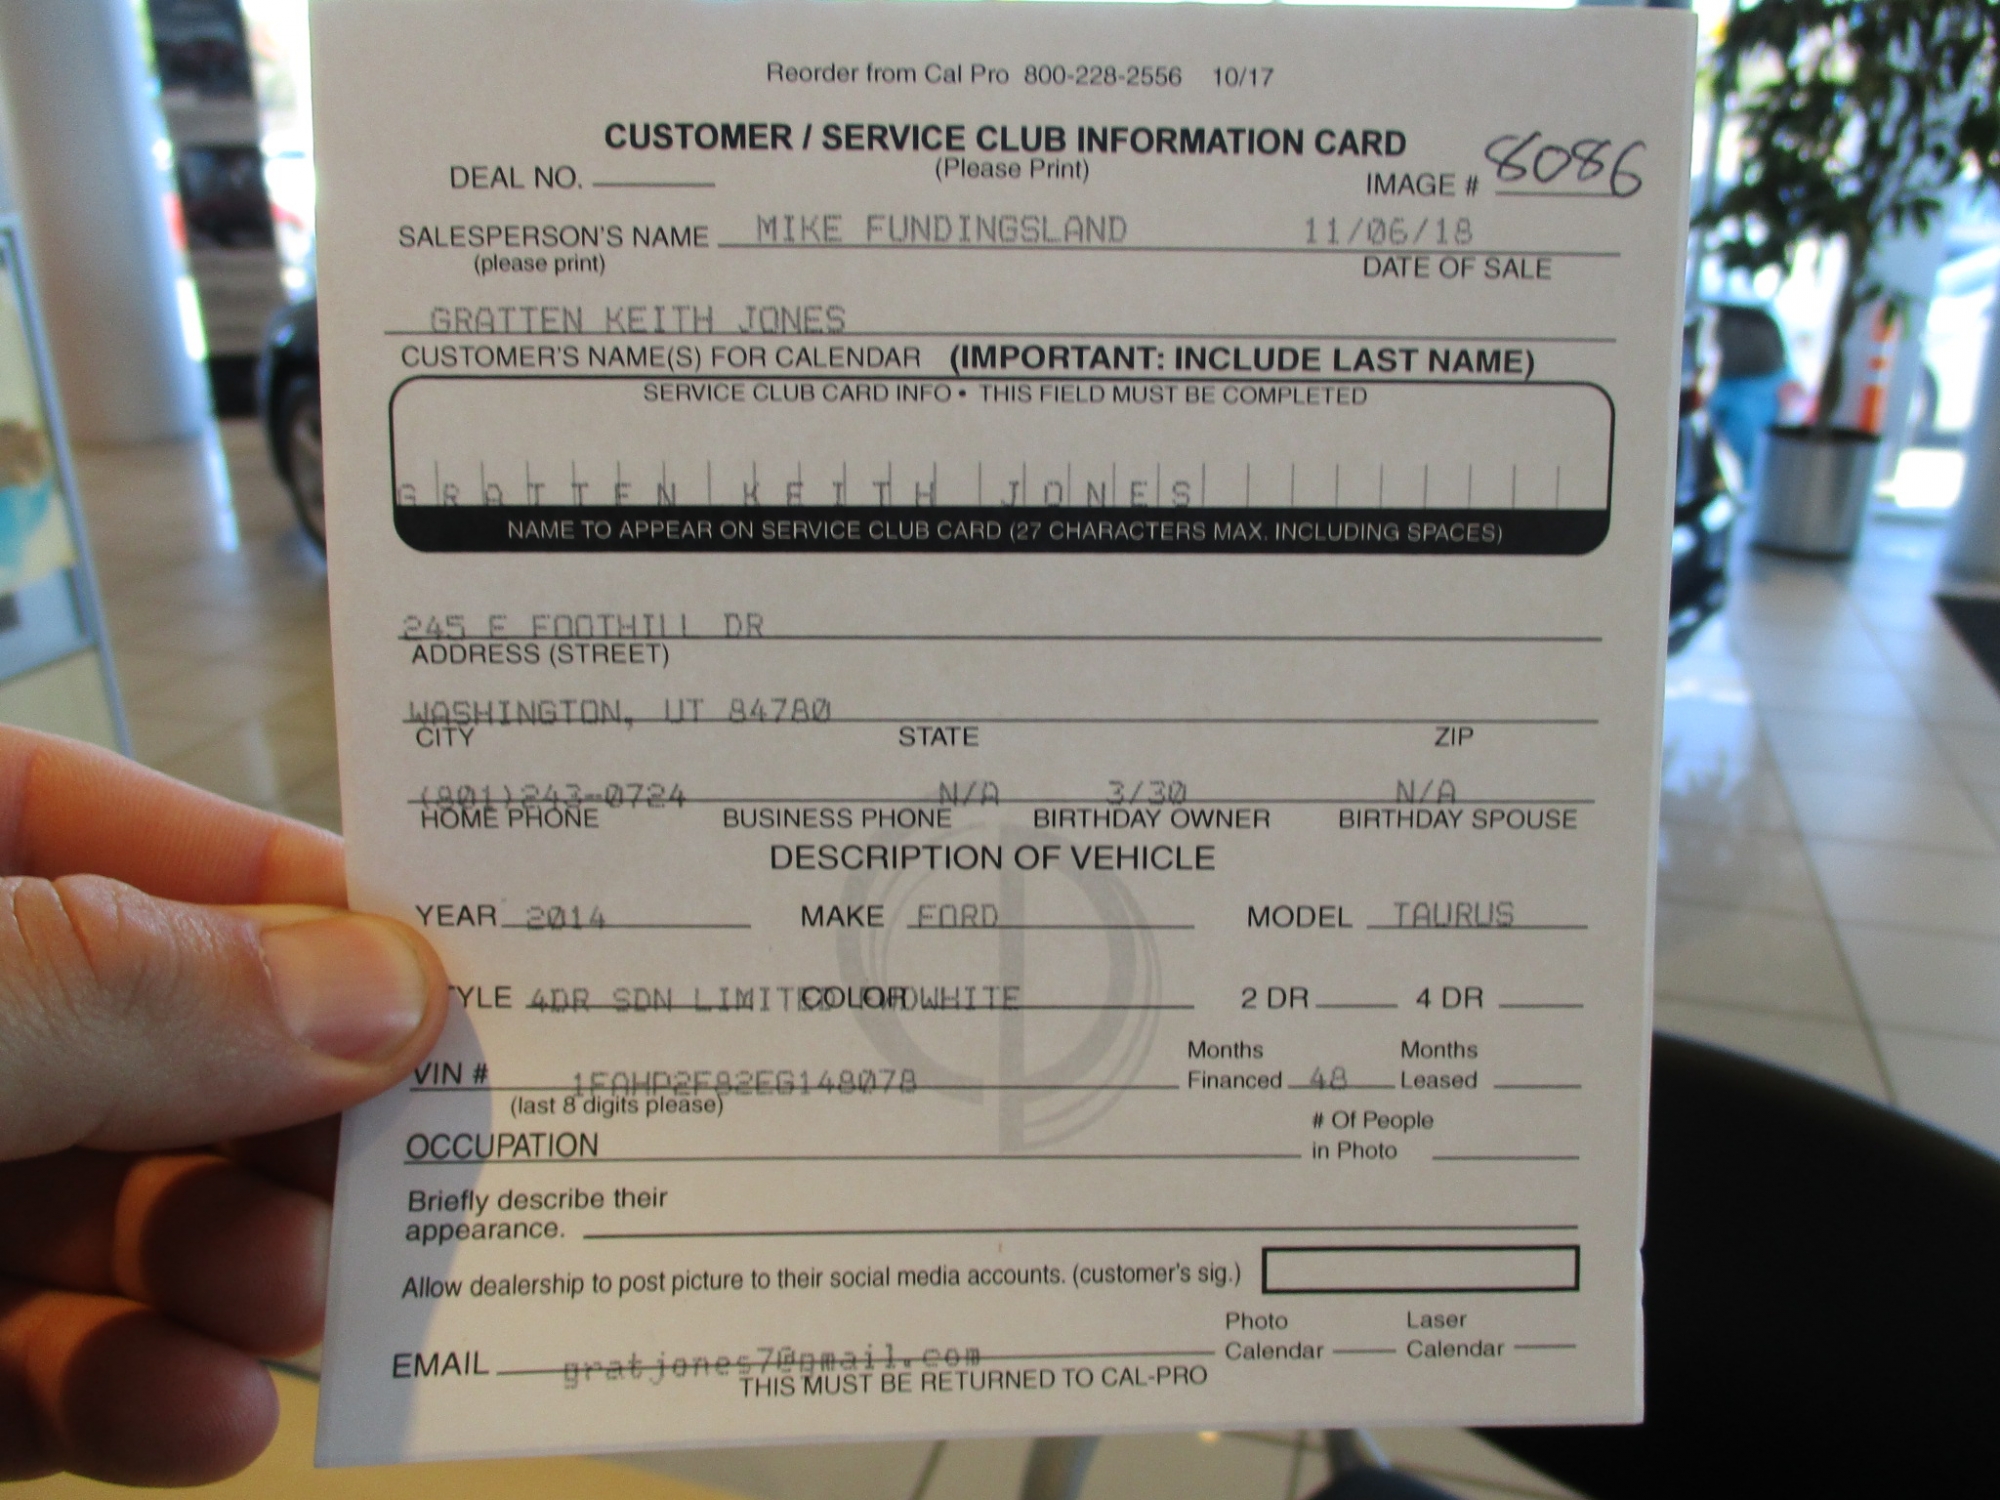 Reorder from Cal Pro 800-228-2556 10/17
CUSTOMER / SERVICE CLUB INFORMATION CARD
(Please Print)
DEAL NO.
IMAGE # 8086
SALESPERSON'S NAME MIKE FUNDINGSLAND 11/06/18
(please print) DATE OF SALE
GRATTEN KEITH JONES
CUSTOMER'S NAME(S) FOR CALENDAR (IMPORTANT: INCLUDE LAST NAME)
SERVICE CLUB CARD INFO • THIS FIELD MUST BE COMPLETED
GRATTEN KEITH JONES
NAME TO APPEAR ON SERVICE CLUB CARD (27 CHARACTERS MAX. INCLUDING SPACES)
245 E FOOTHILL DR
ADDRESS (STREET)
WASHINGTON, UT 84780
CITY STATE ZIP
(801)243-0724 N/A 3/30 N/A
HOME PHONE BUSINESS PHONE BIRTHDAY OWNER BIRTHDAY SPOUSE
DESCRIPTION OF VEHICLE
YEAR 2014 MAKE FORD MODEL TAURUS
YLE 4DR SDN LIMITED COLOR WHITE 2 DR 4 DR
VIN # 1FAHP2F82EG148078 Months Financed 48 Months Leased
(last 8 digits please)
OCCUPATION # Of People in Photo
Briefly describe their
appearance.
Allow dealership to post picture to their social media accounts. (customer's sig.)
EMAIL gratjones7@gmail.com Photo Calendar Laser Calendar
THIS MUST BE RETURNED TO CAL-PRO